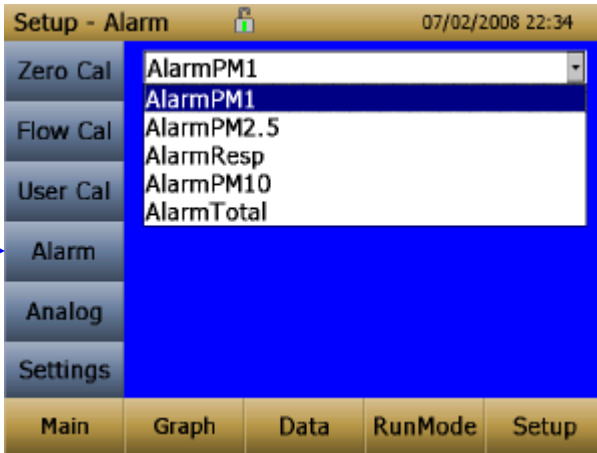 Setup - Alarm 07/02/2008 22:34
Zero Cal
AlarmPM1
AlarmPM1
Flow Cal
AlarmPM2.5
AlarmResp
User Cal
AlarmPM10
AlarmTotal
Alarm
Analog
Settings
Main Graph Data RunMode Setup